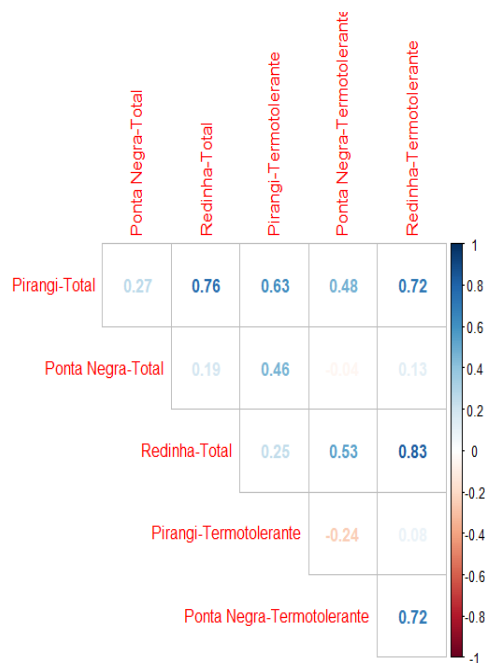 Ponta Negra-Total
Redinha-Total
Pirangi-Termotolerante
Ponta Negra-Termotolerante
Redinha-Termotolerante
Pirangi-Total 0.27 0.76 0.63 0.48 0.72
Ponta Negra-Total 0.19 0.46 -0.04 0.13
Redinha-Total 0.25 0.53 0.83
Pirangi-Termotolerante -0.24 0.08
Ponta Negra-Termotolerante 0.72
1
0.8
0.6
0.4
0.2
0
-0.2
-0.4
-0.6
-0.8
-1